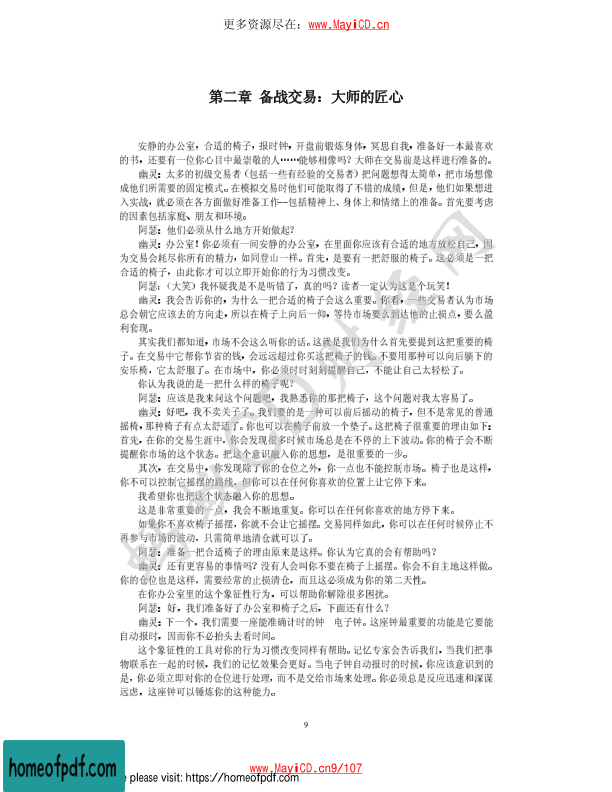 更多资源尽在：www.MayiCD.cn
第二章 备战交易：大师的匠心
安静的办公室，合适的椅子，报时钟，开盘前锻炼身体，冥思自我，准备好一本最喜欢
的书，还要有一位你心目中最崇敬的人……能够相像吗？大师在交易前是这样进行准备的。
幽灵：太多的初级交易者（包括一些有经验的交易者）把问题想得太简单，把市场想像
成他们所需要的固定模式。在模拟交易时他们可能取得了不错的成绩，但是，他们如果想进
入实战，就必须在各方面做好准备工作--包括精神上、身体上和情绪上的准备。首先要考虑
的因素包括家庭、朋友和环境。
阿瑟：他们必须从什么地方开始做起？
幽灵：办公室！你必须有一间安静的办公室，在里面你应该有合适的地方放松自己，因
为交易会耗尽你所有的精力，如同登山一样。首先，是要有一把舒服的椅子。这必须是一把
合适的椅子，由此你才可以立即开始你的行为习惯改变。
阿瑟：（大笑）我怀疑我是不是听错了，真的吗？读者一定认为这是个玩笑！
幽灵：我会告诉你的，为什么一把合适的椅子会这么重要。你看，一些交易者认为市场
总会朝它应该去的方向走，所以在椅子上向后一仰，等待市场要么到达他的止损点，要么盈
利套现。
其实我们都知道，市场不会这么听你的话。这就是我们为什么首先要提到这把重要的椅
子。在交易中它帮你节省的钱，会远远超过你买这把椅子的钱。不要用那种可以向后躺下的
安乐椅，它太舒服了。在市场中，你必须时时刻刻提醒自己，不能让自己太轻松了。
你认为我说的是一把什么样的椅子呢？
阿瑟：应该是我来问这个问题吧，我熟悉你的那把椅子，这个问题对我太容易了。
幽灵：好吧，我不卖关子了。我们要的是一种可以前后摇动的椅子，但不是常见的普通
摇椅，那种椅子有点太舒适了。你也可以在椅子前放一个垫子。这把椅子很重要的理由如下：
首先，在你的交易生涯中，你会发现很多时候市场总是在不停的上下波动。你的椅子会不断
提醒你市场的这个状态。把这个意识融入你的思想，是很重要的一步。
其次，在交易中，你发现除了你的仓位之外，你一点也不能控制市场。椅子也是这样，
你不可以控制它摇摆的路线，但你可以在任何你喜欢的位置上让它停下来。
我希望你也把这个状态融入你的思想。
这是非常重要的一点，我会不断地重复。你可以在任何你喜欢的地方停下来。
如果你不喜欢椅子摇摆，你就不会让它摇摆。交易同样如此，你可以在任何时候停止不
再参与市场的波动，只需简单地清仓就可以了。
阿瑟：准备一把合适椅子的理由原来是这样。你认为它真的会有帮助吗？
幽灵：还有更容易的事情吗？没有人会叫你不要在椅子上摇摆。你会不自主地这样做。
你的仓位也是这样，需要经常的止损清仓，而且这必须成为你的第二天性。
在你办公室里的这个象征性行为，可以帮助你解除很多困扰。
阿瑟：好，我们准备好了办公室和椅子之后，下面还有什么？
幽灵：下一个，我们需要一座能准确计时的钟　电子钟。这座钟最重要的功能是它要能
自动报时，因而你不必抬头去看时间。
这个象征性的工具对你的行为习惯改变同样有帮助。记忆专家会告诉我们，当我们把事
物联系在一起的时候，我们的记忆效果会更好。当电子钟自动报时的时候，你应该意识到的
是，你必须立即对你的仓位进行处理，而不是交给市场来处理。你必须总是反应迅速和深谋
远虑，这座钟可以锤炼你的这种能力。
9
www.MayiCD.cn9/107
homeofpdf.com
e please visit: https://homeofpdf.com
蚂蚁CD财经网